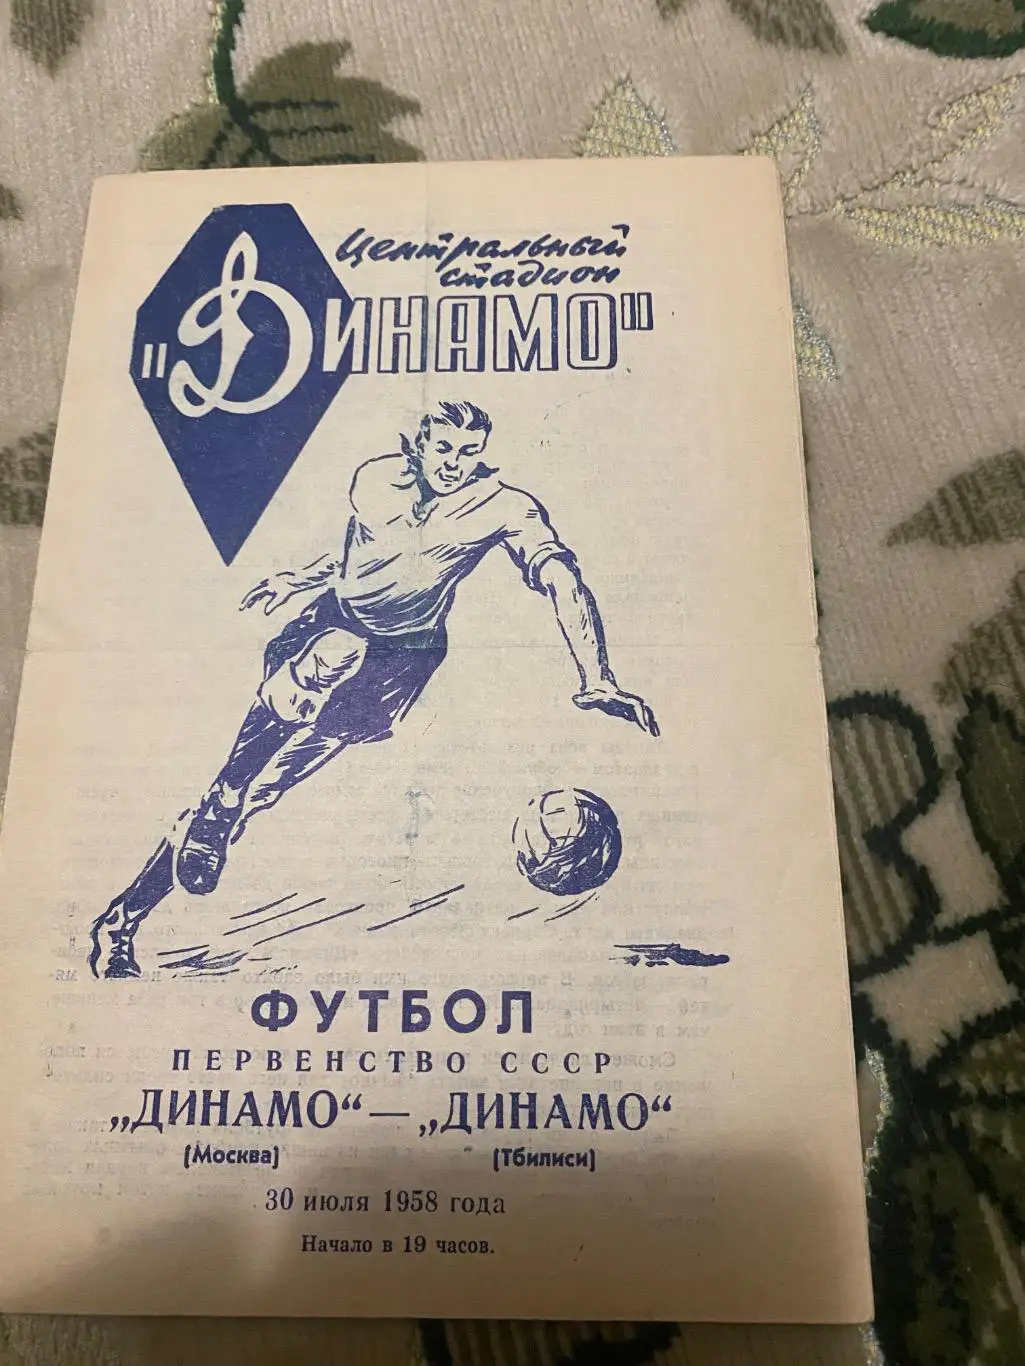 Центральный
стадион
"ДИНАМО"
ФУТБОЛ
ПЕРВЕНСТВО СССР
„ДИНАМО“ — „ДИНАМО“
(Москва) (Тбилиси)
30 июля 1958 года
Начало в 19 часов.